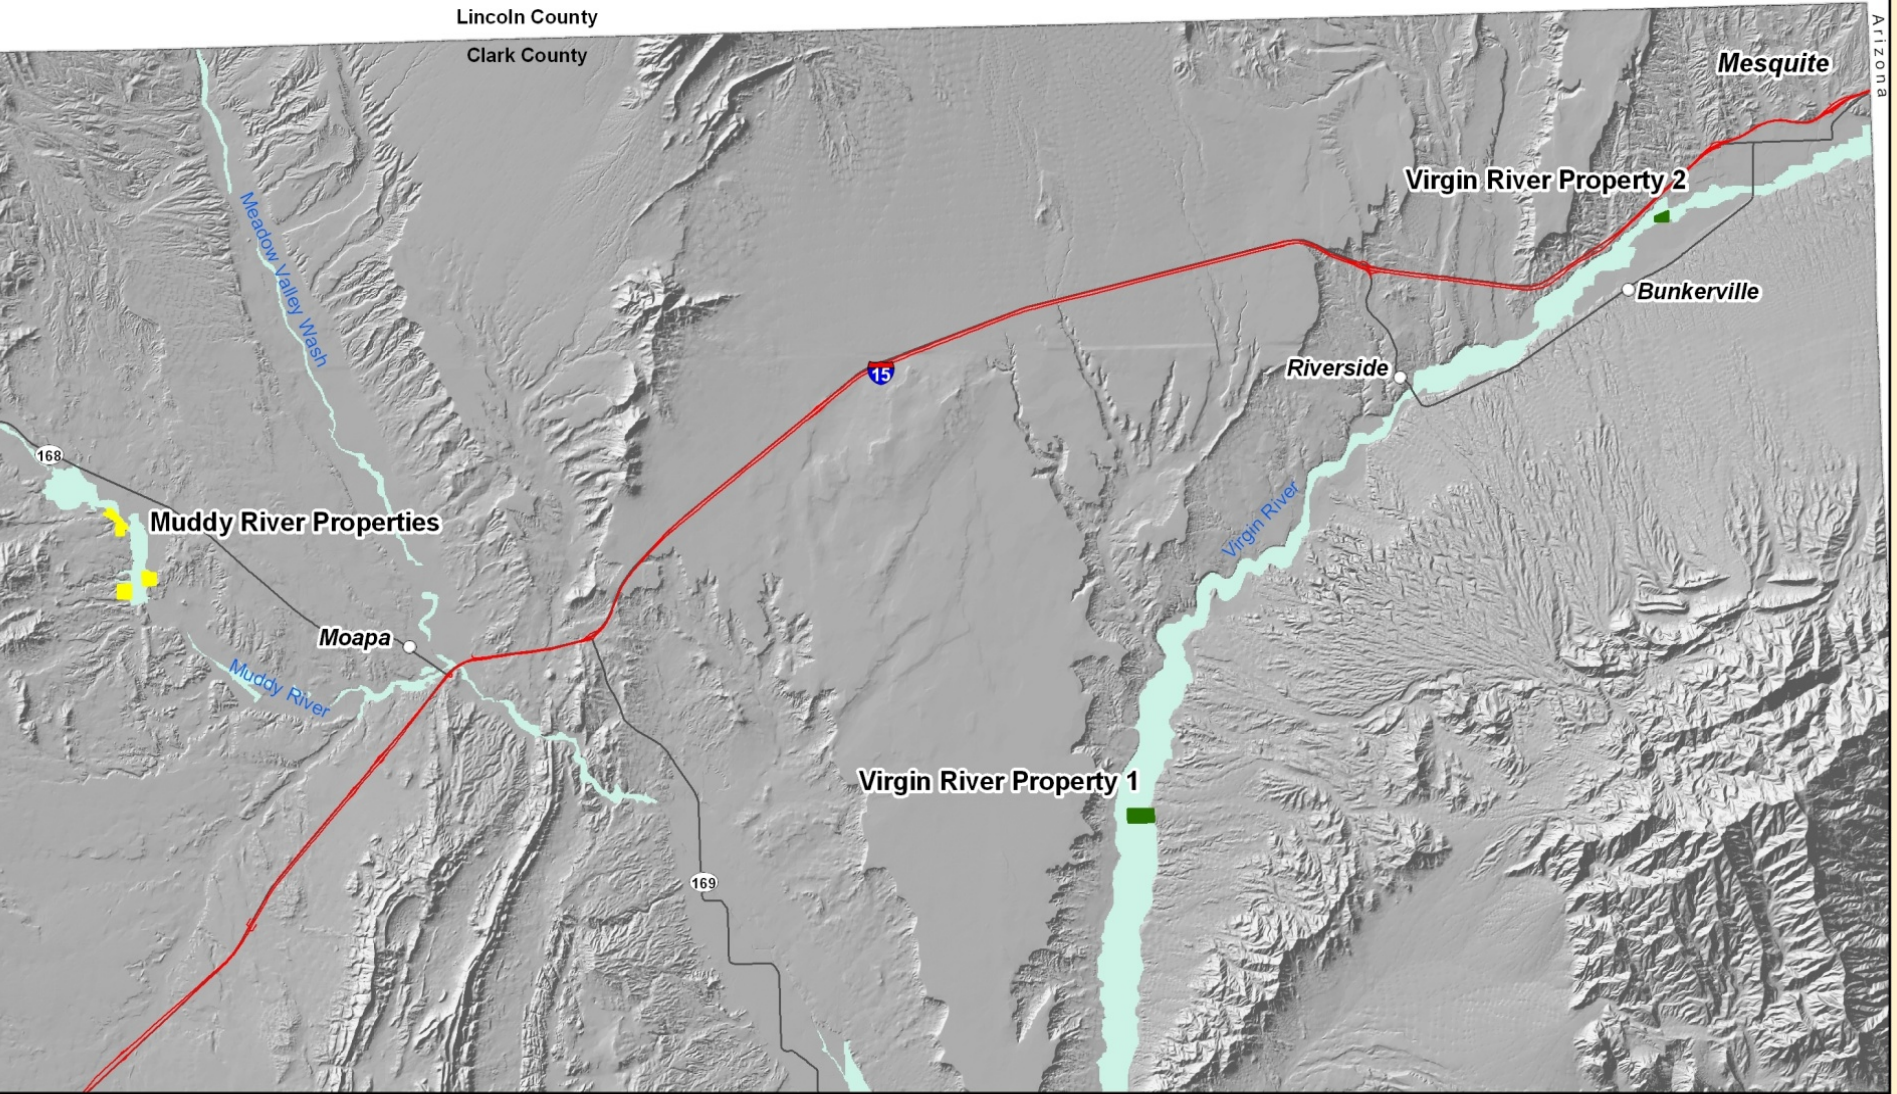 Lincoln County
Clark County
Arizona
Mesquite
Virgin River Property 2
Meadow Valley Wash
Bunkerville
Riverside
15
168
Virgin River
Muddy River Properties
Moapa
Muddy River
Virgin River Property 1
169